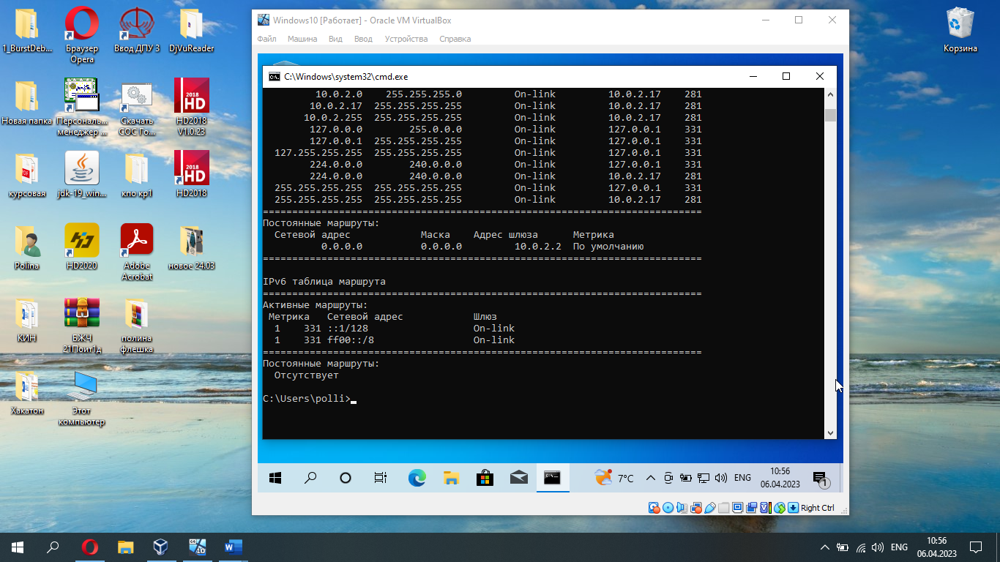 1_BurstDeb...
Браузер Opera
Ввод ДПУ 3
DjVuReader
Корзина
Новая папка
Персональ... менеджер ...
Скачать СОС Го...
2018
HD
HD2018 V1.0.23
курсовая
jdk-19_win...
кпо кр1
2018
HD
HD2018
Polina
HD2020
Adobe Acrobat
новое 24.03
КИН
БЖЧ 21Поит1д
полина флешка
Хакатон
Этот компьютер
Windows10 [Работает] - Oracle VM VirtualBox
Файл Машина Вид Ввод Устройства Справка
C:\Windows\system32\cmd.exe
10.0.2.0 255.255.255.0 On-link 10.0.2.17 281
10.0.2.17 255.255.255.255 On-link 10.0.2.17 281
10.0.2.255 255.255.255.255 On-link 10.0.2.17 281
127.0.0.0 255.0.0.0 On-link 127.0.0.1 331
127.0.0.1 255.255.255.255 On-link 127.0.0.1 331
127.255.255.255 255.255.255.255 On-link 127.0.0.1 331
224.0.0.0 240.0.0.0 On-link 127.0.0.1 331
224.0.0.0 240.0.0.0 On-link 10.0.2.17 281
255.255.255.255 255.255.255.255 On-link 127.0.0.1 331
255.255.255.255 255.255.255.255 On-link 10.0.2.17 281
===========================================================================
Постоянные маршруты:
Сетевой адрес Маска Адрес шлюза Метрика
0.0.0.0 0.0.0.0 10.0.2.2 По умолчанию
===========================================================================
IPv6 таблица маршрута
===========================================================================
Активные маршруты:
Метрика Сетевой адрес Шлюз
1 331 ::1/128 On-link
1 331 ff00::/8 On-link
===========================================================================
Постоянные маршруты:
Отсутствует
C:\Users\polli>
7°C ENG 10:56
06.04.2023
1
Right Ctrl
ENG 10:56
06.04.2023